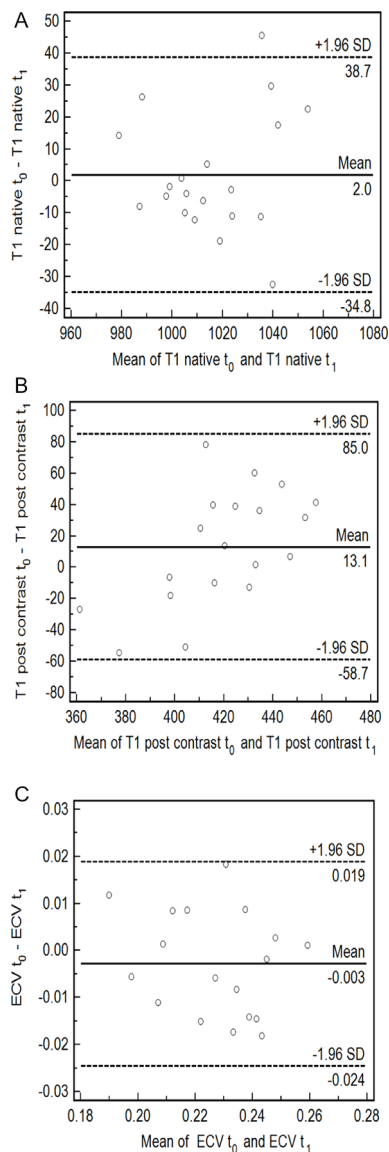 A
50
40
30
20
10
0
-10
-20
-30
-40
+1.96 SD
38.7
Mean
2.0
-1.96 SD
-34.8
960 980 1000 1020 1040 1060 1080
T1 native t0 - T1 native t1
Mean of T1 native t0 and T1 native t1
B
100
80
60
40
20
0
-20
-40
-60
-80
+1.96 SD
85.0
Mean
13.1
-1.96 SD
-58.7
360 380 400 420 440 460 480
T1 post contrast t0 - T1 post contrast t1
Mean of T1 post contrast t0 and T1 post contrast t1
C
0.03
0.02
0.01
0.00
-0.01
-0.02
-0.03
+1.96 SD
0.019
Mean
-0.003
-1.96 SD
-0.024
0.18 0.20 0.22 0.24 0.26 0.28
ECV t0 - ECV t1
Mean of ECV t0 and ECV t1